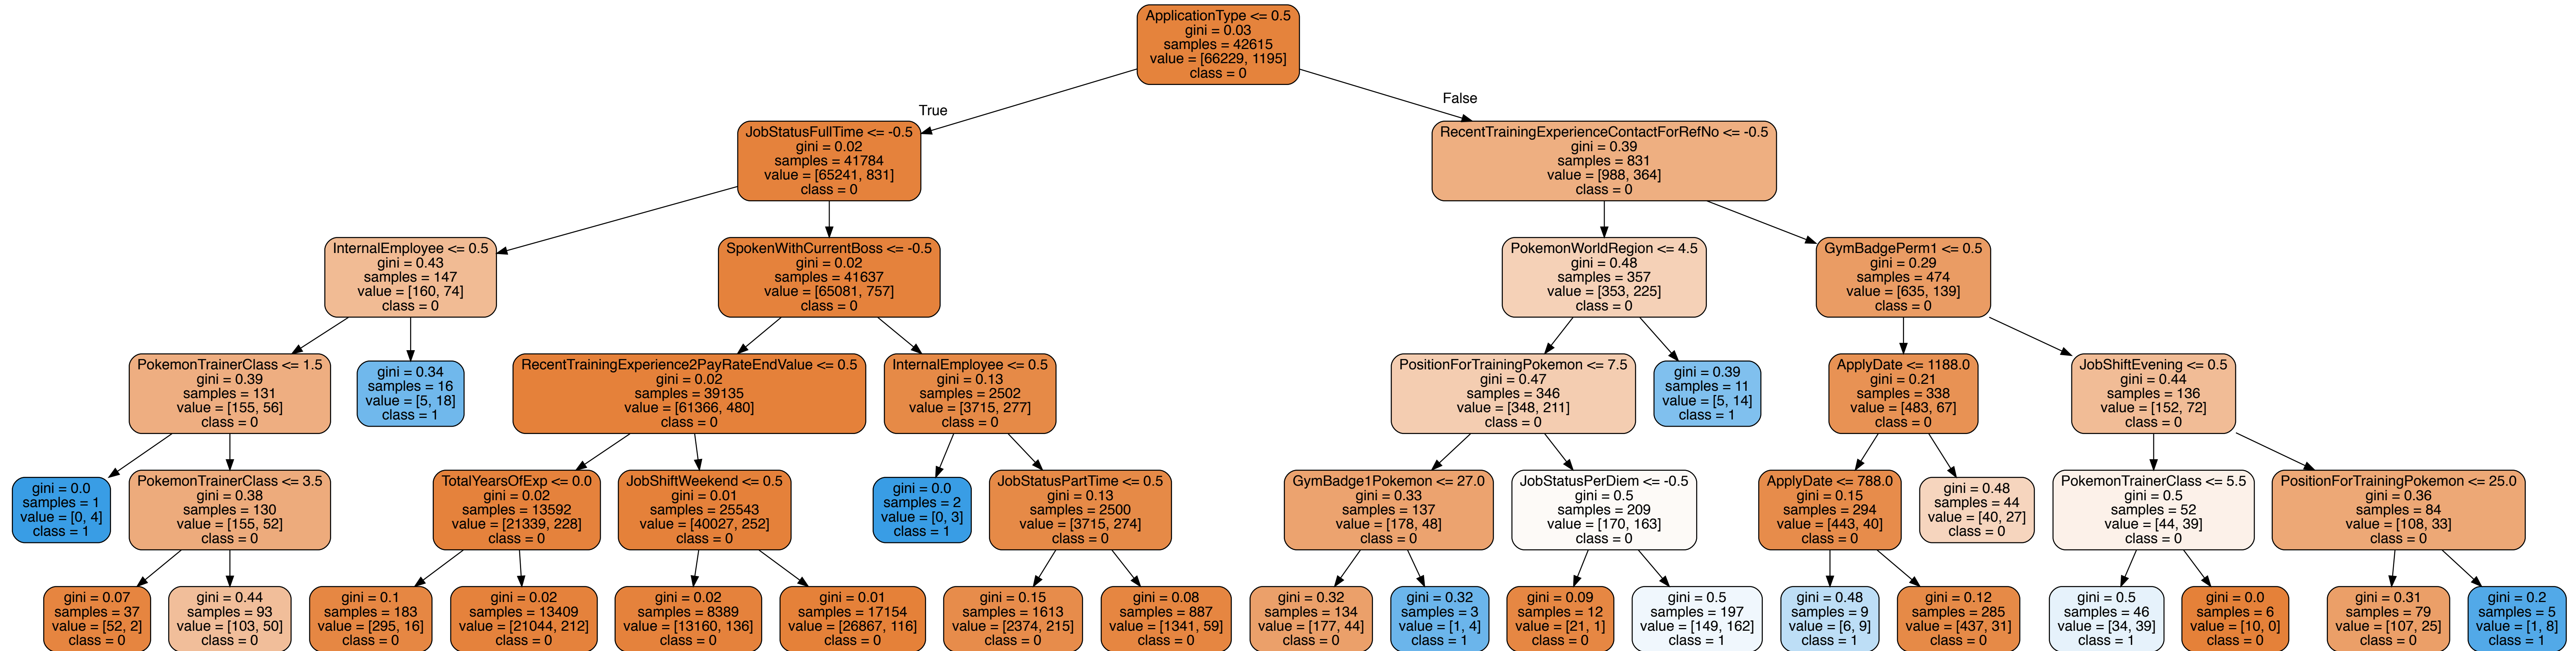 ApplicationType <= 0.5
gini = 0.03
samples = 42615
value = [66229, 1195]
class = 0
True
False
JobStatusFullTime <= -0.5
gini = 0.02
samples = 41784
value = [65241, 831]
class = 0
RecentTrainingExperienceContactForRefNo <= -0.5
gini = 0.39
samples = 831
value = [988, 364]
class = 0
InternalEmployee <= 0.5
gini = 0.43
samples = 147
value = [160, 74]
class = 0
SpokenWithCurrentBoss <= -0.5
gini = 0.02
samples = 41637
value = [65081, 757]
class = 0
PokemonWorldRegion <= 4.5
gini = 0.48
samples = 357
value = [353, 225]
class = 0
GymBadgePerm1 <= 0.5
gini = 0.29
samples = 474
value = [635, 139]
class = 0
PokemonTrainerClass <= 1.5
gini = 0.39
samples = 131
value = [155, 56]
class = 0
gini = 0.34
samples = 16
value = [5, 18]
class = 1
RecentTrainingExperience2PayRateEndValue <= 0.5
gini = 0.02
samples = 39135
value = [61366, 480]
class = 0
InternalEmployee <= 0.5
gini = 0.13
samples = 2502
value = [3715, 277]
class = 0
PositionForTrainingPokemon <= 7.5
gini = 0.47
samples = 346
value = [348, 211]
class = 0
gini = 0.39
samples = 11
value = [5, 14]
class = 1
ApplyDate <= 1188.0
gini = 0.21
samples = 338
value = [483, 67]
class = 0
JobShiftEvening <= 0.5
gini = 0.44
samples = 136
value = [152, 72]
class = 0
gini = 0.0
samples = 1
value = [0, 4]
class = 1
PokemonTrainerClass <= 3.5
gini = 0.38
samples = 130
value = [155, 52]
class = 0
TotalYearsOfExp <= 0.0
gini = 0.02
samples = 13592
value = [21339, 228]
class = 0
JobShiftWeekend <= 0.5
gini = 0.01
samples = 25543
value = [40027, 252]
class = 0
gini = 0.0
samples = 2
value = [0, 3]
class = 1
JobStatusPartTime <= 0.5
gini = 0.13
samples = 2500
value = [3715, 274]
class = 0
GymBadge1Pokemon <= 27.0
gini = 0.33
samples = 137
value = [178, 48]
class = 0
JobStatusPerDiem <= -0.5
gini = 0.5
samples = 209
value = [170, 163]
class = 0
ApplyDate <= 788.0
gini = 0.15
samples = 294
value = [443, 40]
class = 0
gini = 0.48
samples = 44
value = [40, 27]
class = 0
PokemonTrainerClass <= 5.5
gini = 0.5
samples = 52
value = [44, 39]
class = 0
PositionForTrainingPokemon <= 25.0
gini = 0.36
samples = 84
value = [108, 33]
class = 0
gini = 0.07
samples = 37
value = [52, 2]
class = 0
gini = 0.44
samples = 93
value = [103, 50]
class = 0
gini = 0.1
samples = 183
value = [295, 16]
class = 0
gini = 0.02
samples = 13409
value = [21044, 212]
class = 0
gini = 0.02
samples = 8389
value = [13160, 136]
class = 0
gini = 0.01
samples = 17154
value = [26867, 116]
class = 0
gini = 0.15
samples = 1613
value = [2374, 215]
class = 0
gini = 0.08
samples = 887
value = [1341, 59]
class = 0
gini = 0.32
samples = 134
value = [177, 44]
class = 0
gini = 0.32
samples = 3
value = [1, 4]
class = 1
gini = 0.09
samples = 12
value = [21, 1]
class = 0
gini = 0.5
samples = 197
value = [149, 162]
class = 1
gini = 0.48
samples = 9
value = [6, 9]
class = 1
gini = 0.12
samples = 285
value = [437, 31]
class = 0
gini = 0.5
samples = 46
value = [34, 39]
class = 1
gini = 0.0
samples = 6
value = [10, 0]
class = 0
gini = 0.31
samples = 79
value = [107, 25]
class = 0
gini = 0.2
samples = 5
value = [1, 8]
class = 1